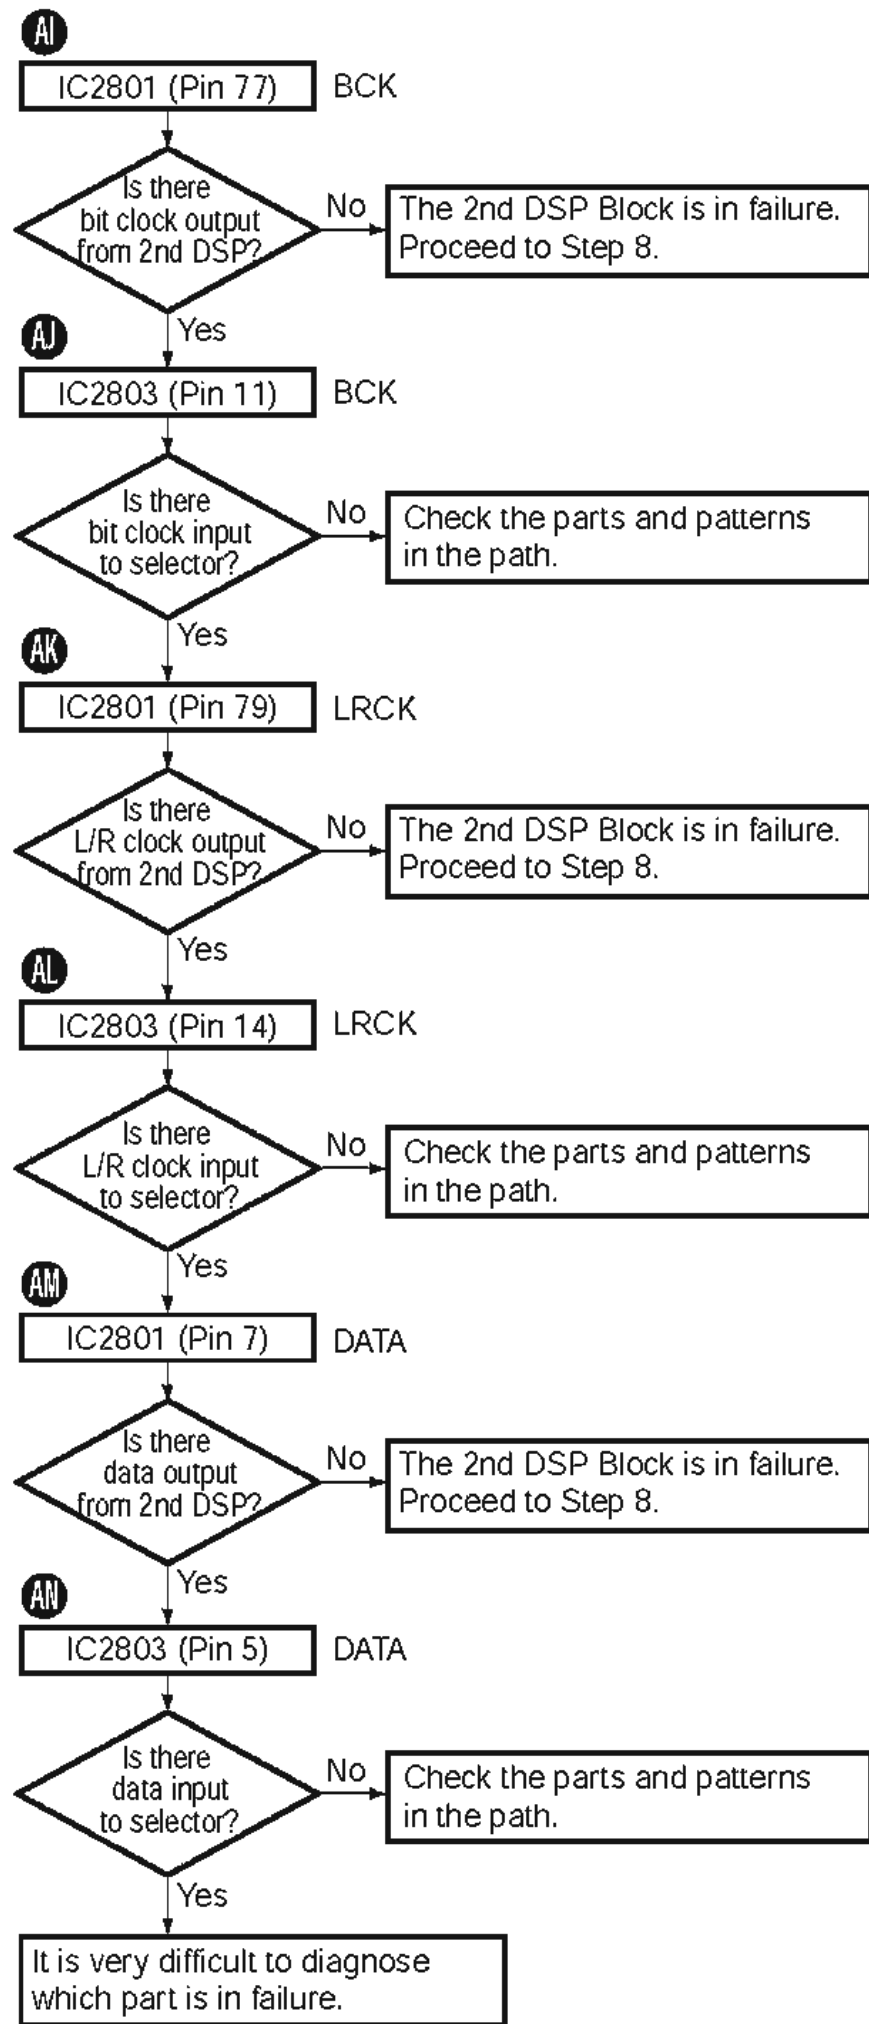 AI
IC2801 (Pin 77) BCK
Is there
bit clock output
from 2nd DSP?
No
The 2nd DSP Block is in failure.
Proceed to Step 8.
Yes
AJ
IC2803 (Pin 11) BCK
Is there
bit clock input
to selector?
No
Check the parts and patterns
in the path.
Yes
AK
IC2801 (Pin 79) LRCK
Is there
L/R clock output
from 2nd DSP?
No
The 2nd DSP Block is in failure.
Proceed to Step 8.
Yes
AL
IC2803 (Pin 14) LRCK
Is there
L/R clock input
to selector?
No
Check the parts and patterns
in the path.
Yes
AM
IC2801 (Pin 7) DATA
Is there
data output
from 2nd DSP?
No
The 2nd DSP Block is in failure.
Proceed to Step 8.
Yes
AN
IC2803 (Pin 5) DATA
Is there
data input
to selector?
No
Check the parts and patterns
in the path.
Yes
It is very difficult to diagnose
which part is in failure.